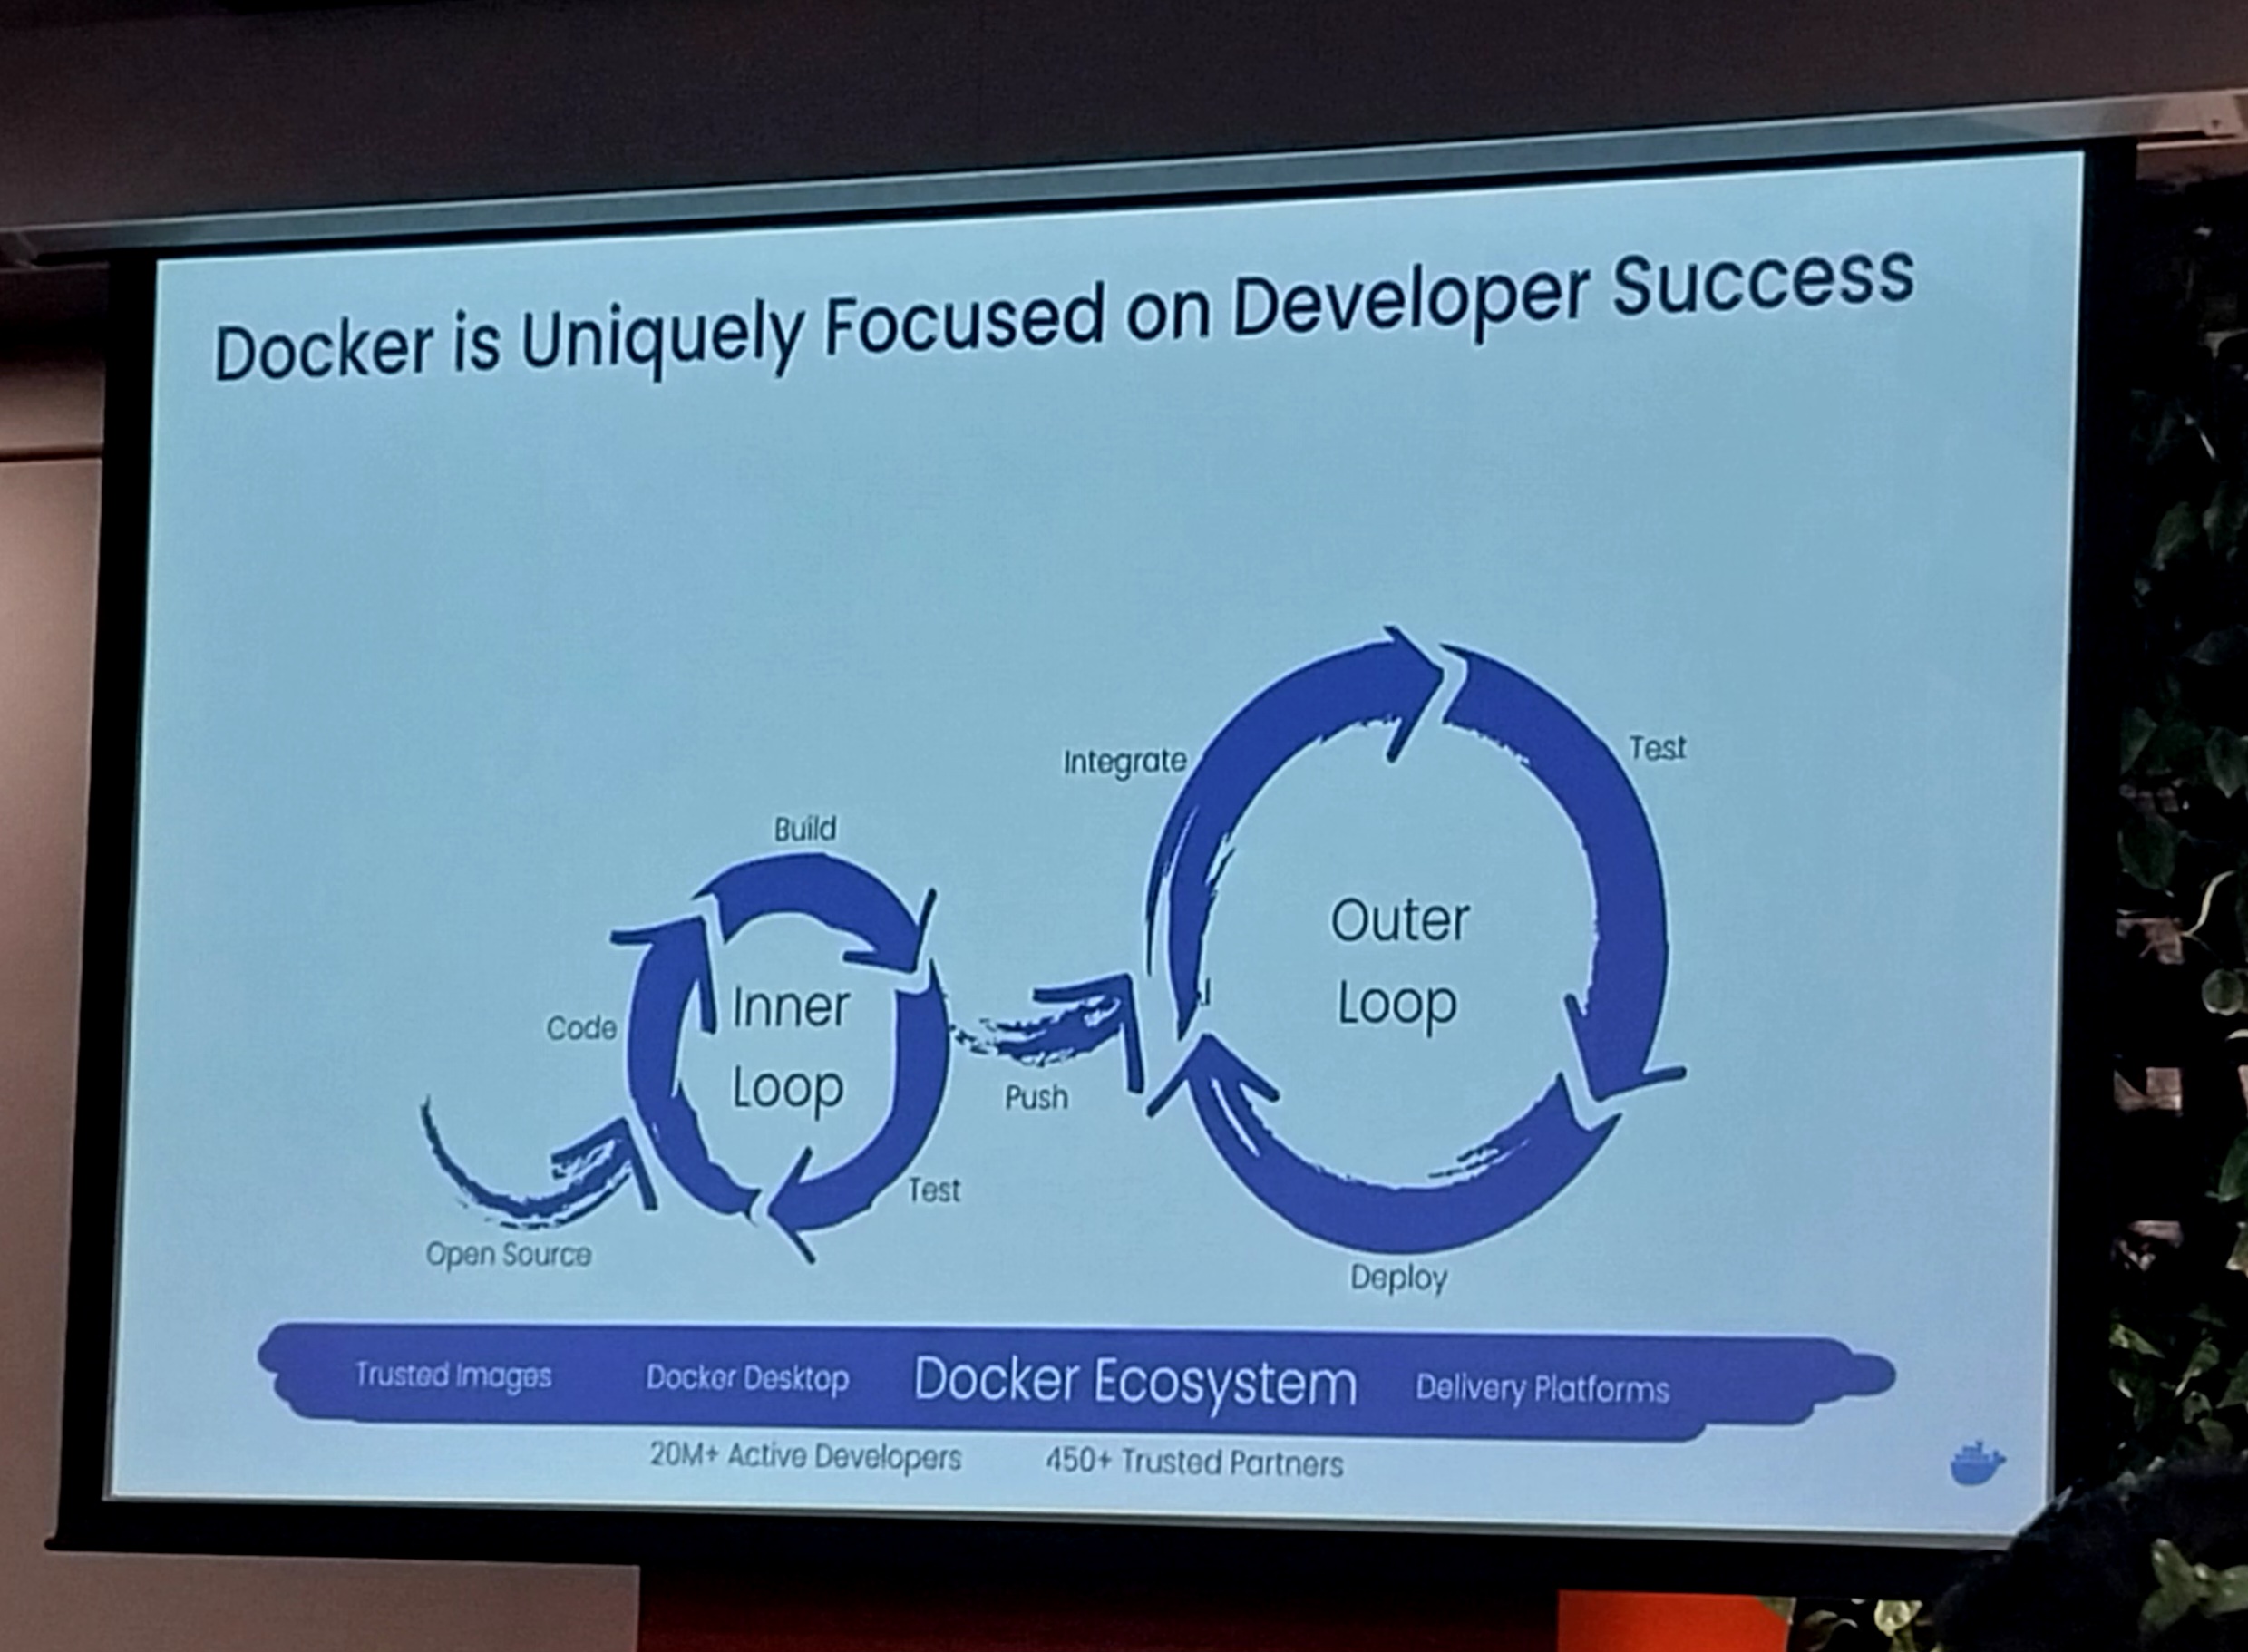 Docker is Uniquely Focused on Developer Success
Integrate
Test
Build
Outer
Loop
Inner
Loop
Code
Push
Test
Open Source
Deploy
Trusted Images Docker Desktop Docker Ecosystem Delivery Platforms
20M+ Active Developers 450+ Trusted Partners